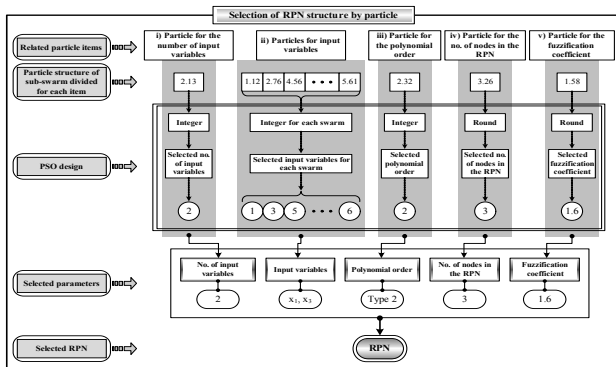 Selection of RPN structure by particle
Related particle items
i) Particle for the
number of input
variables
ii) Particles for input
variables
iii) Particle for
the polynomial
order
iv) Particle for the
no. of nodes in the
RPN
v) Particle for the
fuzzification
coefficient
Particle structure of
sub-swarm divided
for each item
2.13
1.12 2.76 4.56 • • • 5.61
2.32
3.26
1.58
PSO design
Integer
Integer for each swarm
Integer
Round
Round
Selected no.
of input
variables
Selected input variables for
each swarm
Selected
polynomial
order
Selected no.
of nodes in
the RPN
Selected
fuzzification
coefficient
2
1 3 5 • • • 6
2
3
1.6
Selected parameters
No. of input
variables
Input variables
Polynomial order
No. of nodes in
the RPN
Fuzzification
coefficient
2
x₁, x₃
Type 2
3
1.6
Selected RPN
RPN